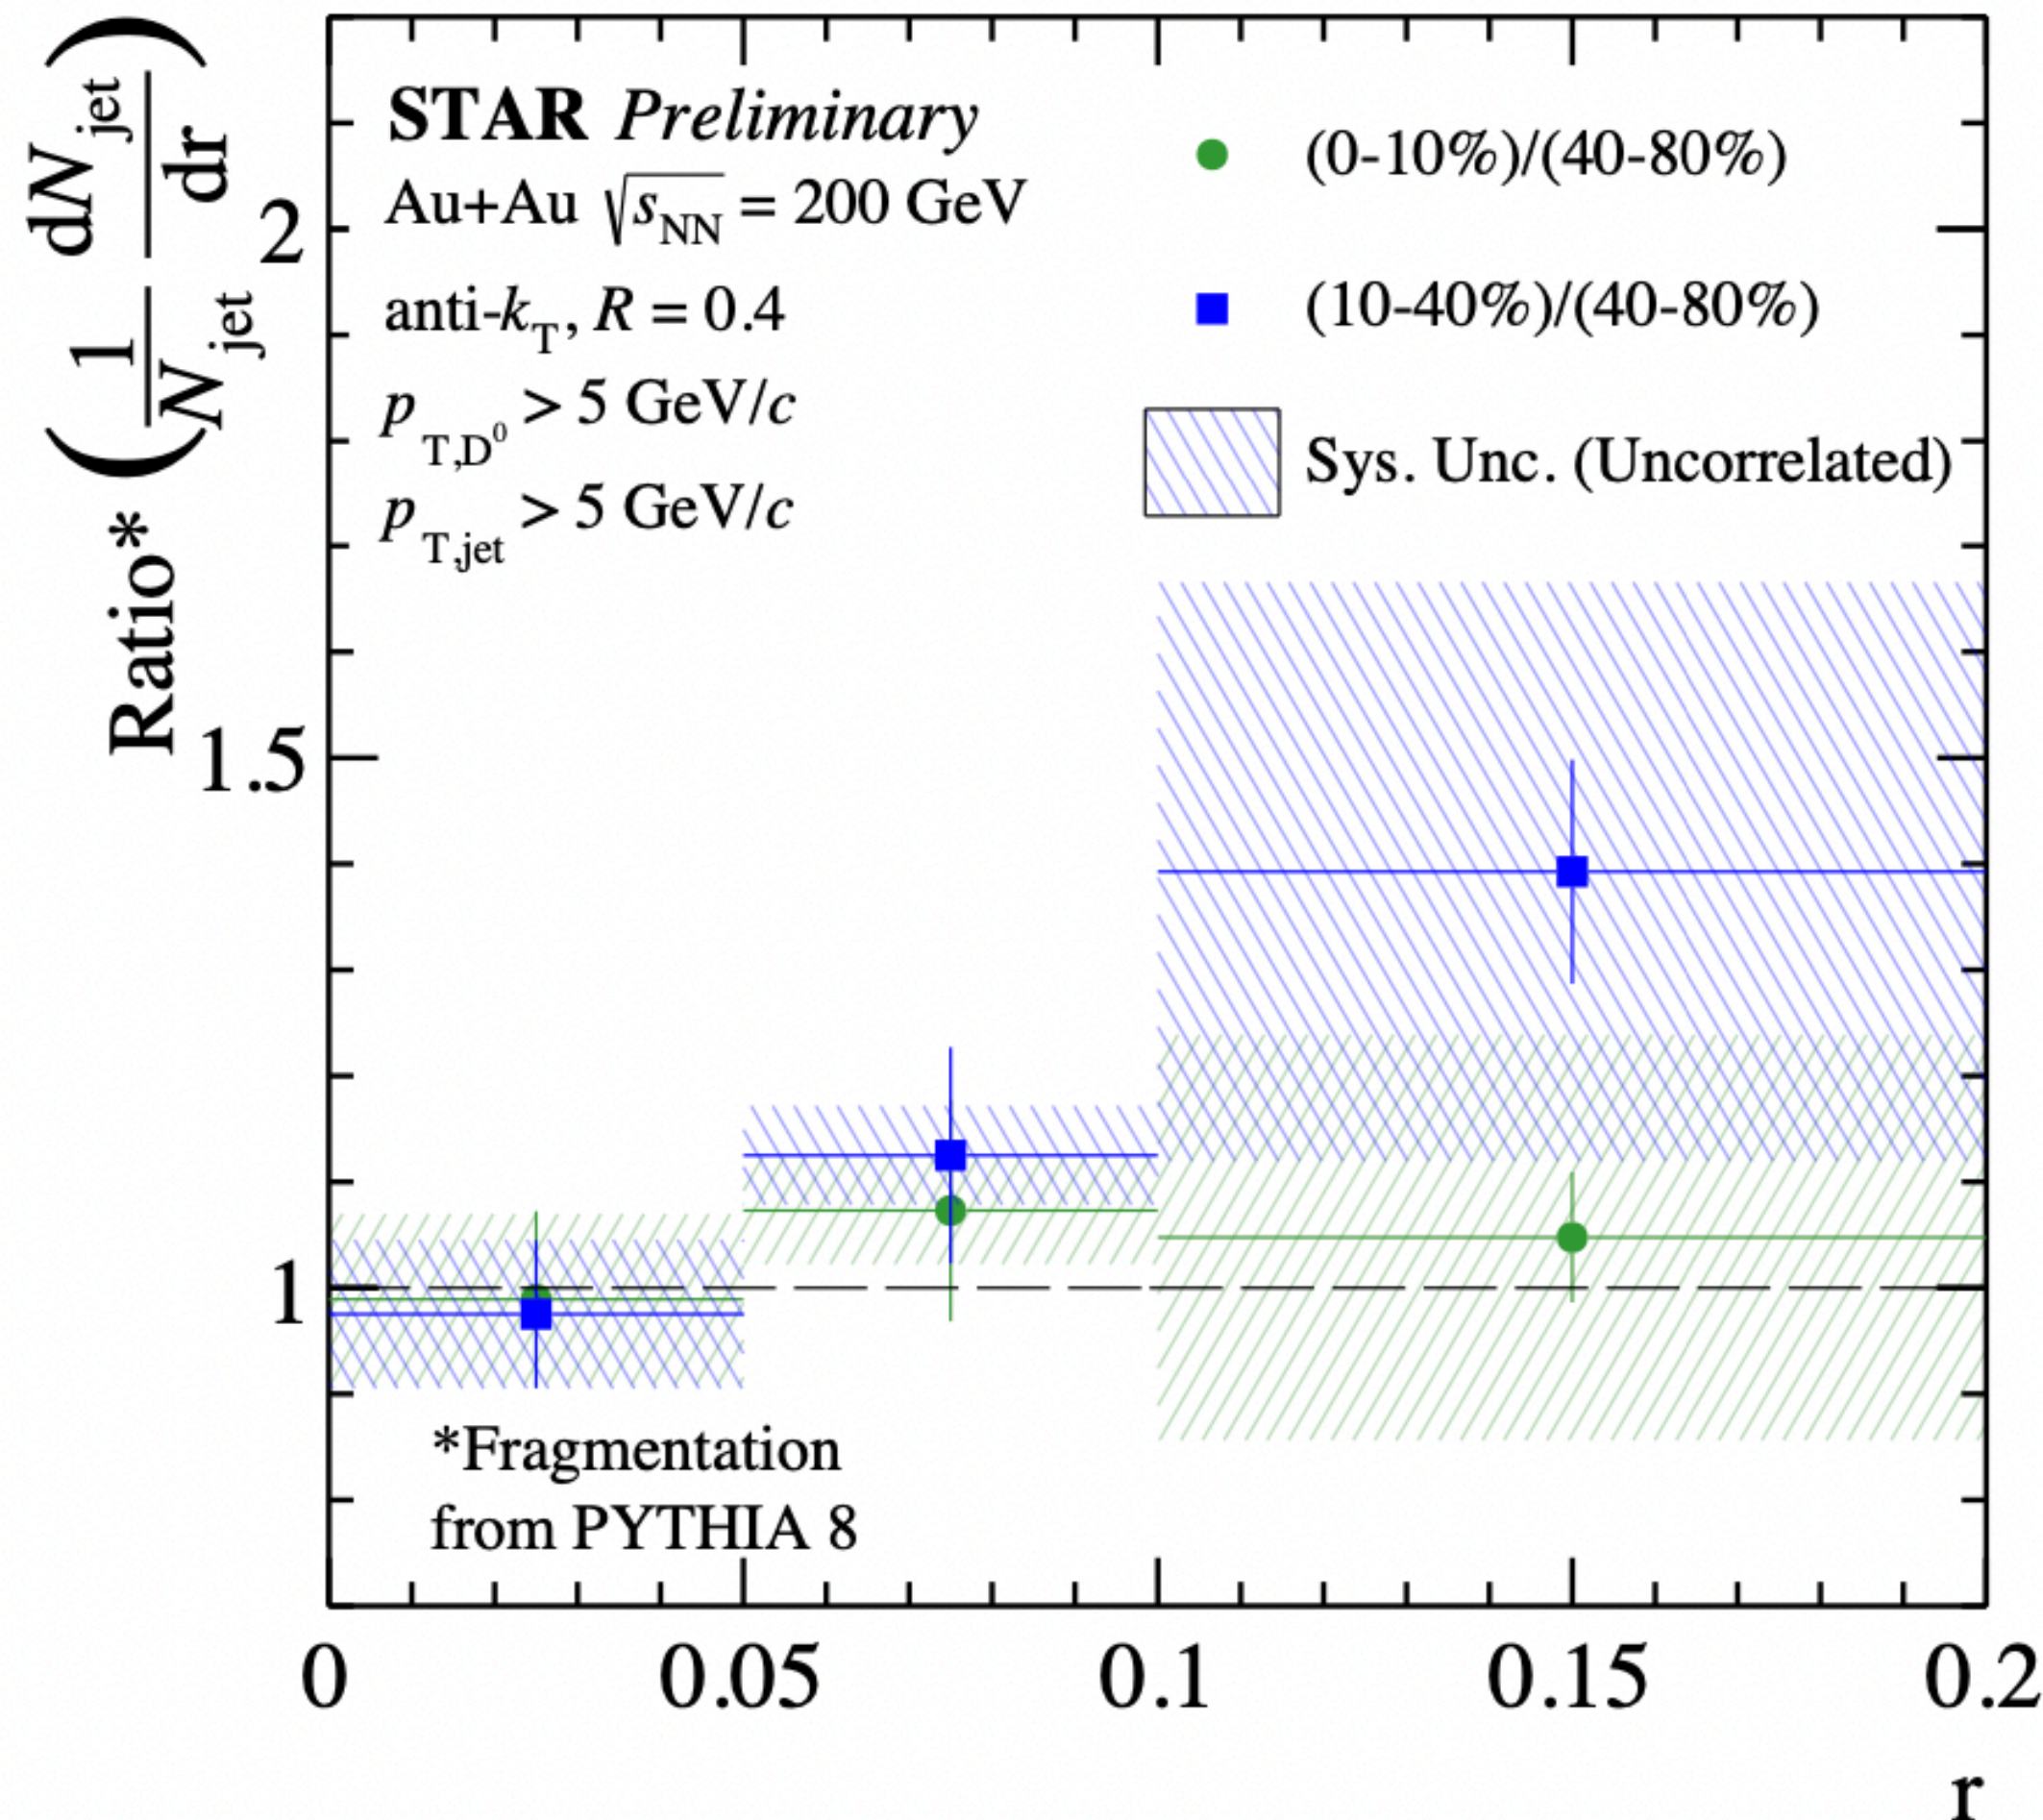 Ratio* ( 1/N_jet dN_jet/dr )
STAR Preliminary
Au+Au √s_NN = 200 GeV
anti-k_T, R = 0.4
p_T,D⁰ > 5 GeV/c
p_T,jet > 5 GeV/c
(0-10%)/(40-80%)
(10-40%)/(40-80%)
Sys. Unc. (Uncorrelated)
2
1.5
1
*Fragmentation
from PYTHIA 8
0 0.05 0.1 0.15 0.2
r